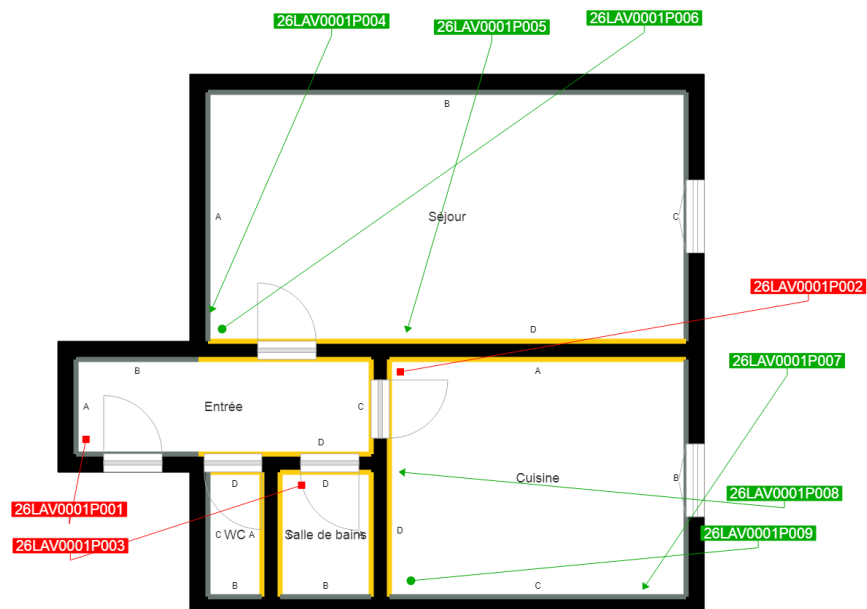 26LAV0001P004
26LAV0001P005
26LAV0001P006
B
A
Séjour
C
D
26LAV0001P002
26LAV0001P007
B
A
Entrée
C
D
A
Cuisine
B
D
C
26LAV0001P008
26LAV0001P009
26LAV0001P001
26LAV0001P003
D
C
WC
A
B
D
Salle de bains
B